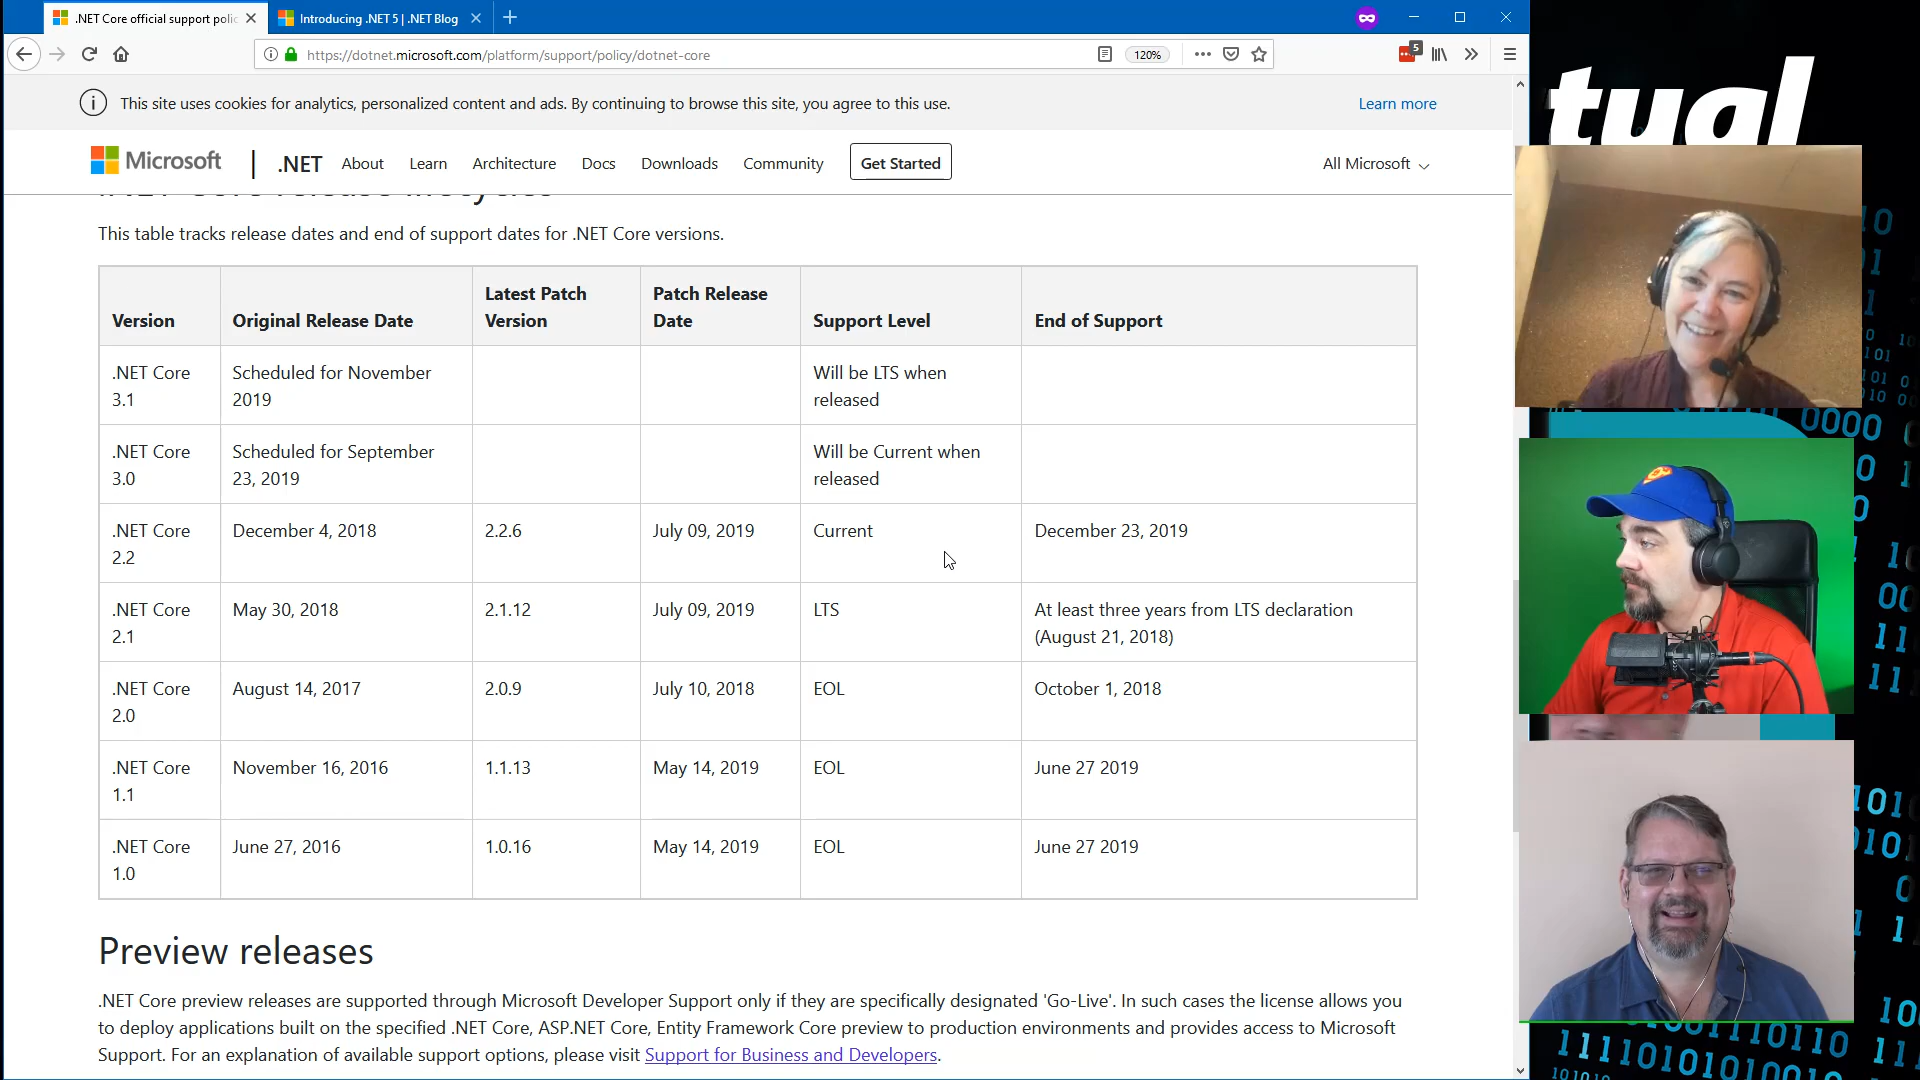 .NET Core official support polic
Introducing .NET 5 | .NET Blog
https://dotnet.microsoft.com/platform/support/policy/dotnet-core
120%
5
This site uses cookies for analytics, personalized content and ads. By continuing to browse this site, you agree to this use.
Learn more
Microsoft
.NET
About
Learn
Architecture
Docs
Downloads
Community
Get Started
All Microsoft
.NET Core release lifecycles
This table tracks release dates and end of support dates for .NET Core versions.
Version
Original Release Date
Latest Patch
Version
Patch Release
Date
Support Level
End of Support
.NET Core
3.1
Scheduled for November
2019
Will be LTS when
released
.NET Core
3.0
Scheduled for September
23, 2019
Will be Current when
released
.NET Core
2.2
December 4, 2018
2.2.6
July 09, 2019
Current
December 23, 2019
.NET Core
2.1
May 30, 2018
2.1.12
July 09, 2019
LTS
At least three years from LTS declaration
(August 21, 2018)
.NET Core
2.0
August 14, 2017
2.0.9
July 10, 2018
EOL
October 1, 2018
.NET Core
1.1
November 16, 2016
1.1.13
May 14, 2019
EOL
June 27 2019
.NET Core
1.0
June 27, 2016
1.0.16
May 14, 2019
EOL
June 27 2019
Preview releases
.NET Core preview releases are supported through Microsoft Developer Support only if they are specifically designated 'Go-Live'. In such cases the license allows you
to deploy applications built on the specified .NET Core, ASP.NET Core, Entity Framework Core preview to production environments and provides access to Microsoft
Support. For an explanation of available support options, please visit Support for Business and Developers.
tual